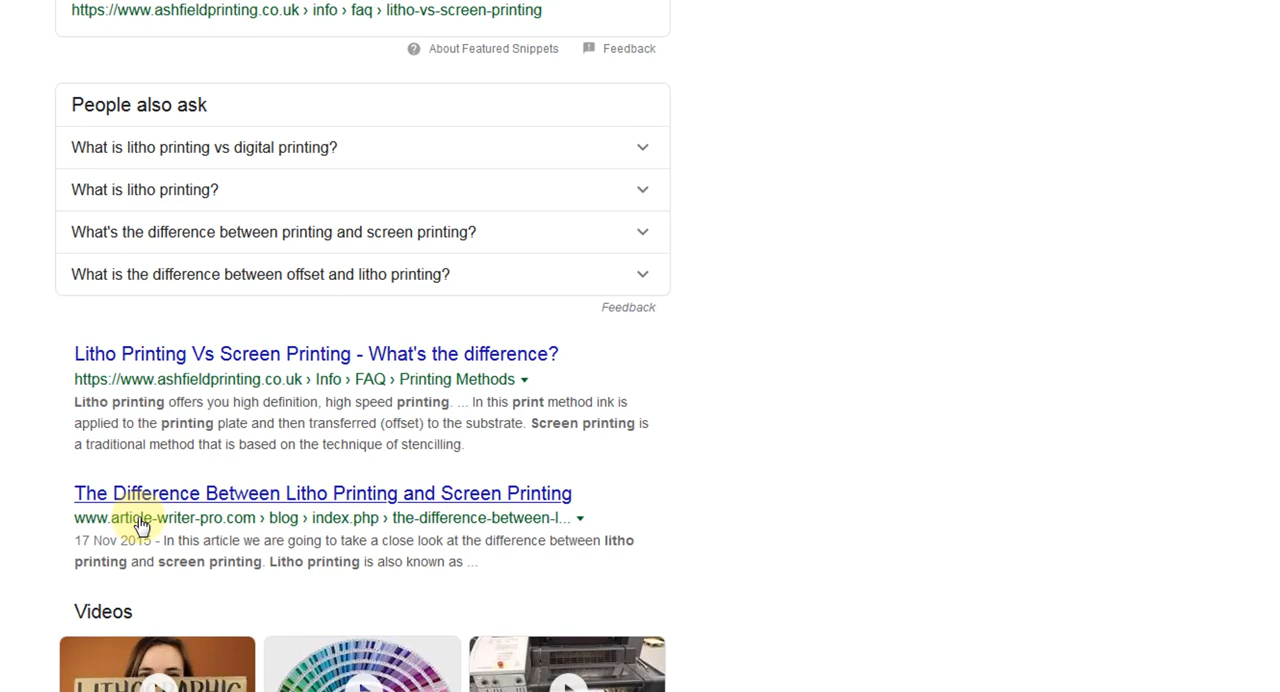 https://www.ashfieldprinting.co.uk › info › faq › litho-vs-screen-printing
About Featured Snippets Feedback
People also ask
What is litho printing vs digital printing?
What is litho printing?
What's the difference between printing and screen printing?
What is the difference between offset and litho printing?
Feedback
Litho Printing Vs Screen Printing - What's the difference?
https://www.ashfieldprinting.co.uk › Info › FAQ › Printing Methods
Litho printing offers you high definition, high speed printing. ... In this print method ink is
applied to the printing plate and then transferred (offset) to the substrate. Screen printing is
a traditional method that is based on the technique of stencilling.
The Difference Between Litho Printing and Screen Printing
www.article-writer-pro.com › blog › index.php › the-difference-between-l...
17 Nov 2015 - In this article we are going to take a close look at the difference between litho
printing and screen printing. Litho printing is also known as ...
Videos
LITHOGRAPHIC